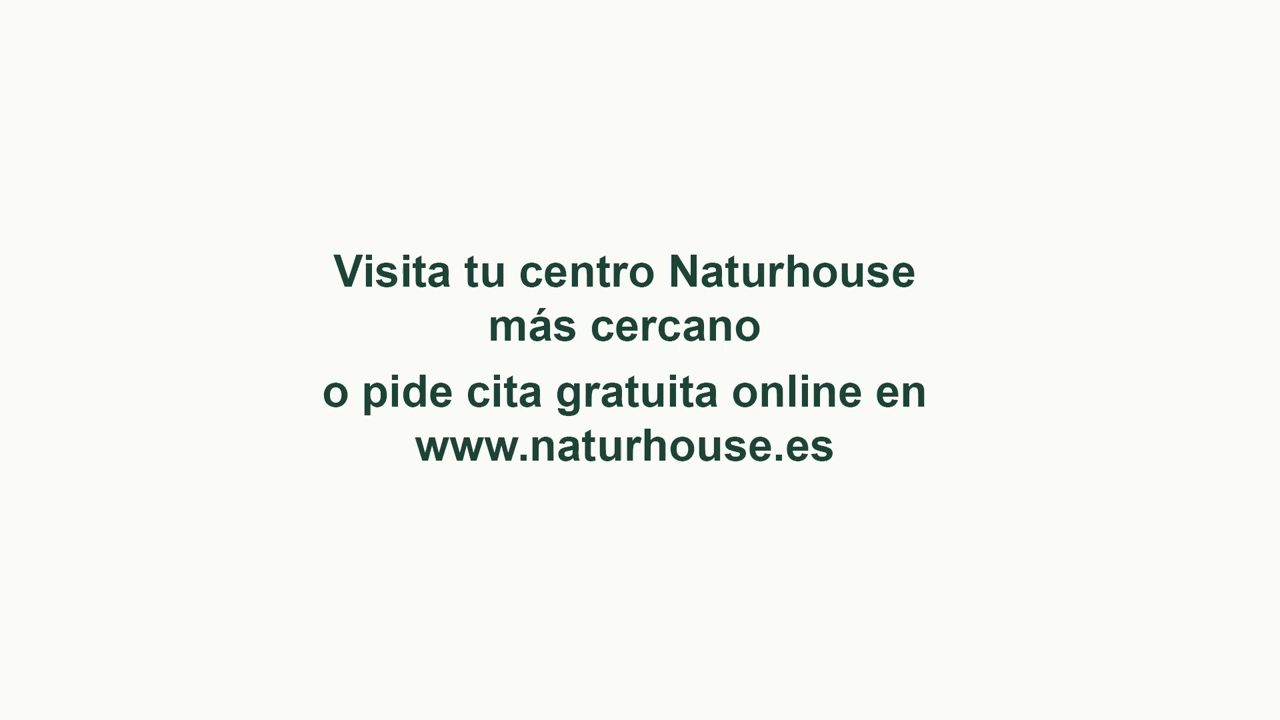 Visita tu centro Naturhouse
más cercano
o pide cita gratuita online en
www.naturhouse.es